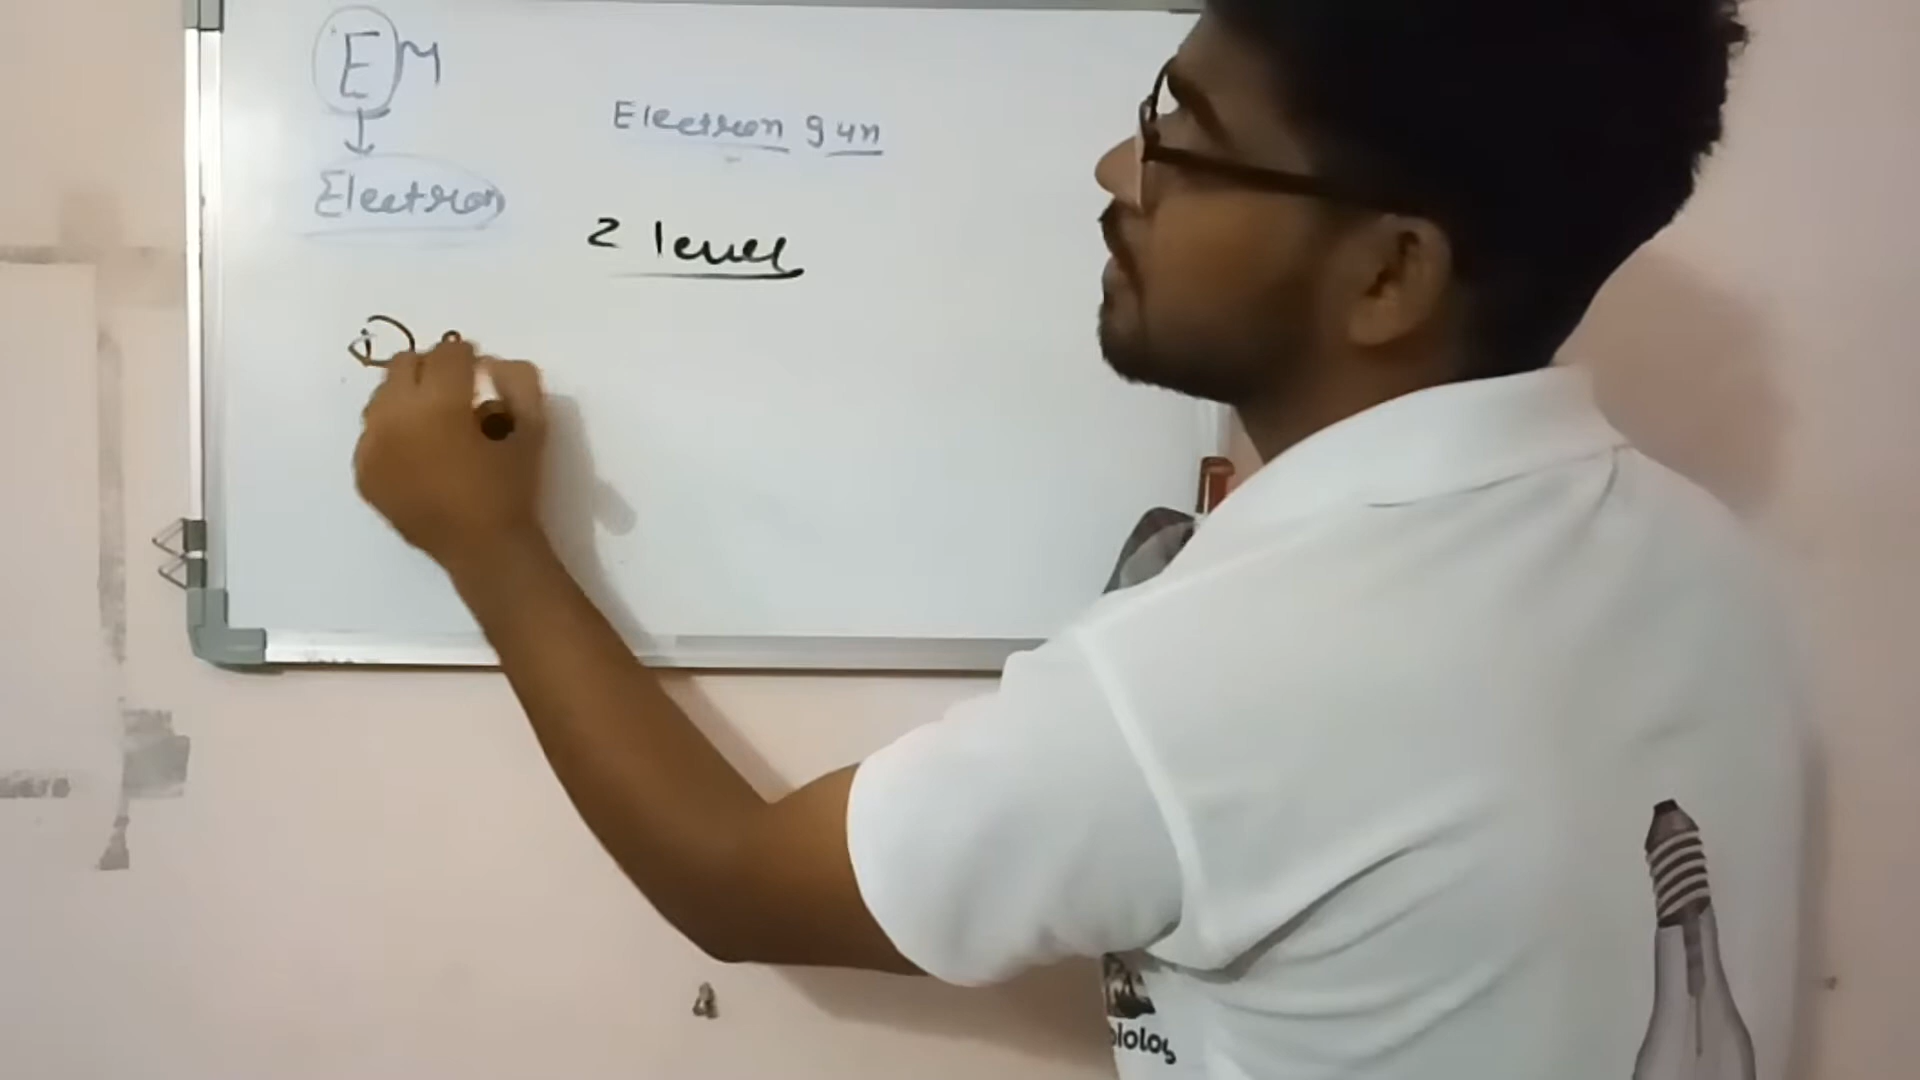 EM
Electron gun
Electron
2 level
i